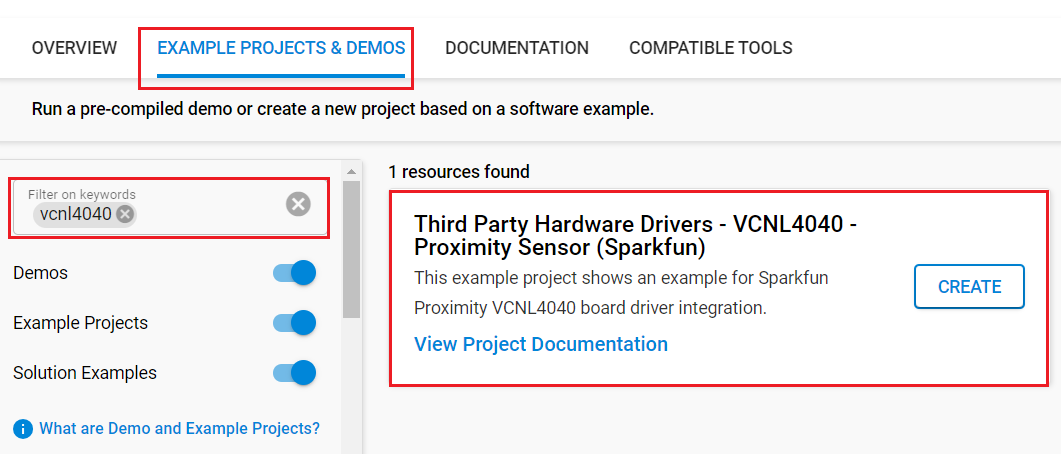 OVERVIEW
EXAMPLE PROJECTS & DEMOS
DOCUMENTATION
COMPATIBLE TOOLS
Run a pre-compiled demo or create a new project based on a software example.
Filter on keywords
vcnl4040
Demos
Example Projects
Solution Examples
What are Demo and Example Projects?
1 resources found
Third Party Hardware Drivers - VCNL4040 -
Proximity Sensor (Sparkfun)
This example project shows an example for Sparkfun
Proximity VCNL4040 board driver integration.
View Project Documentation
CREATE